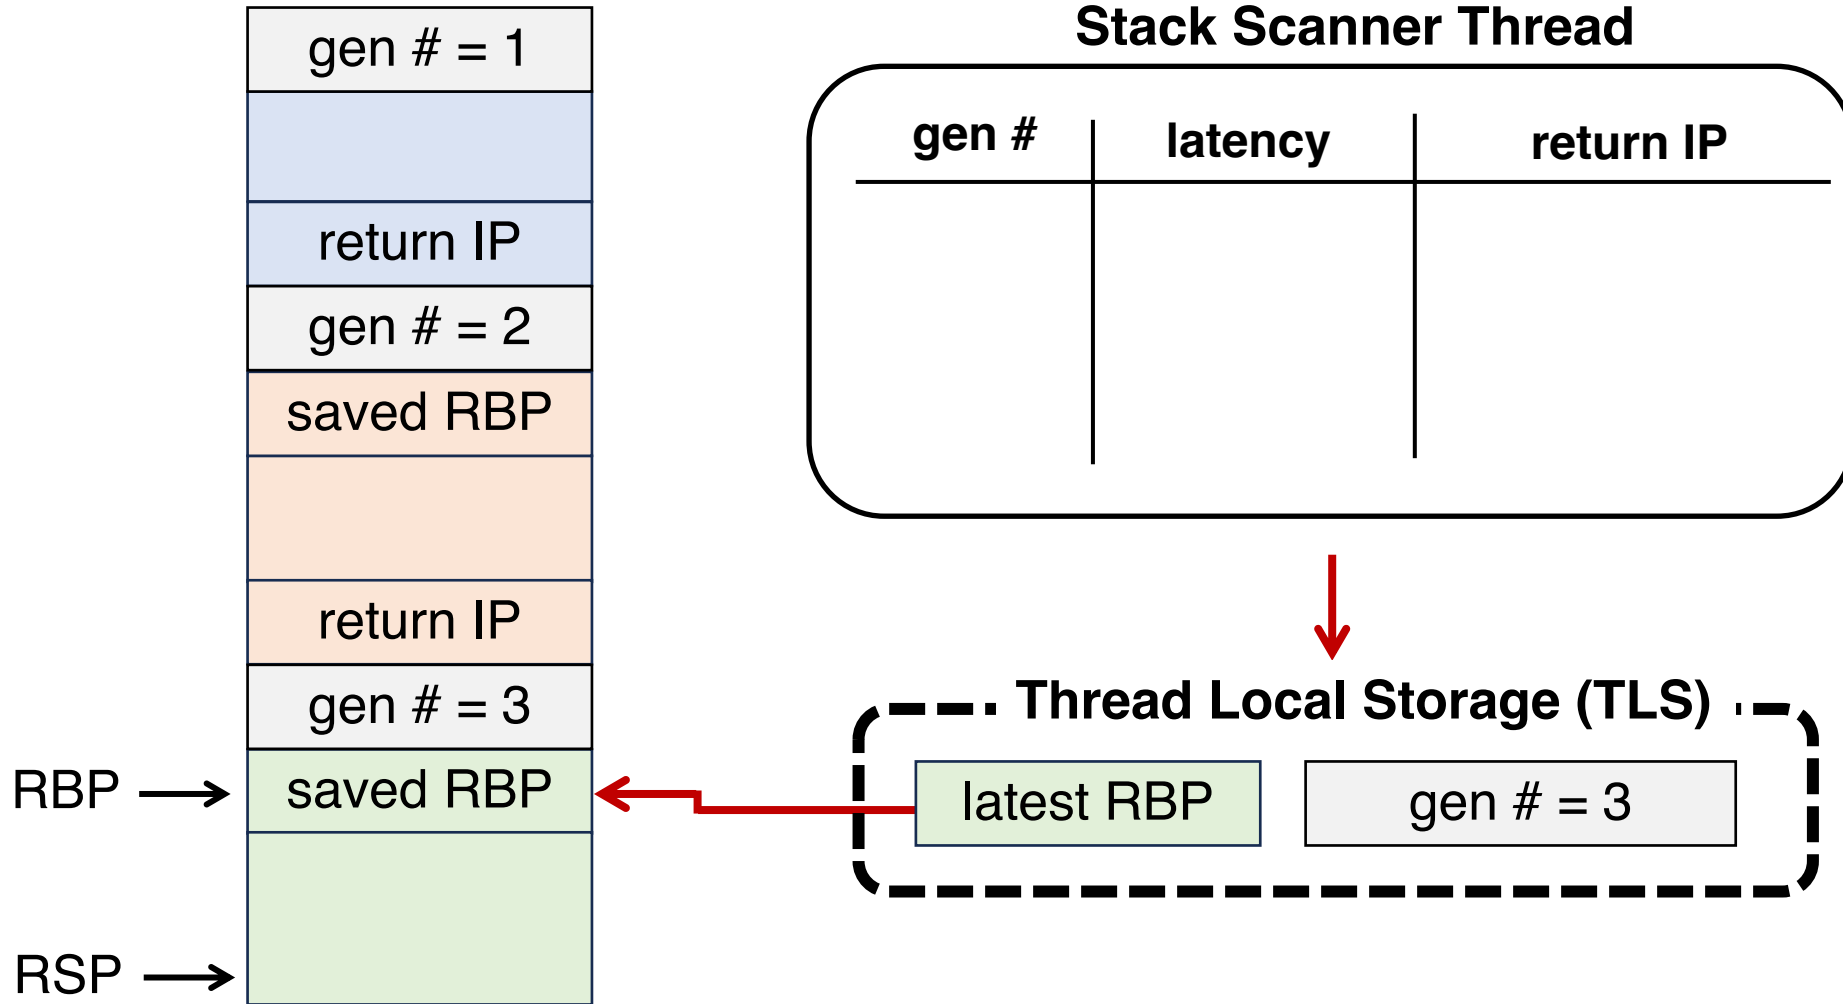 gen # = 1
return IP
gen # = 2
saved RBP
return IP
gen # = 3
saved RBP
RBP
RSP
Stack Scanner Thread
gen #
latency
return IP
Thread Local Storage (TLS)
latest RBP
gen # = 3